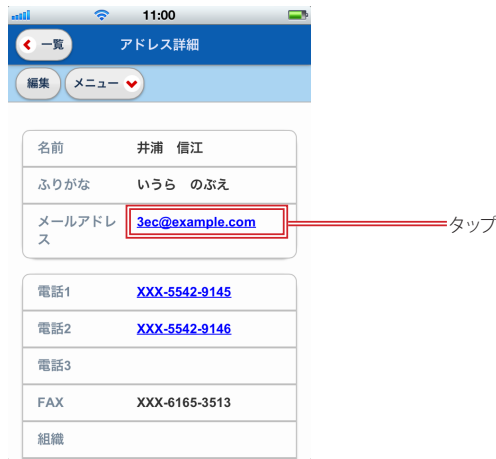 11:00
一覧
アドレス詳細
編集
メニュー
名前 井浦 信江
ふりがな いうら のぶえ
メールアドレ
ス
3ec@example.com
タップ
電話1 XXX-5542-9145
電話2 XXX-5542-9146
電話3
FAX XXX-6165-3513
組織